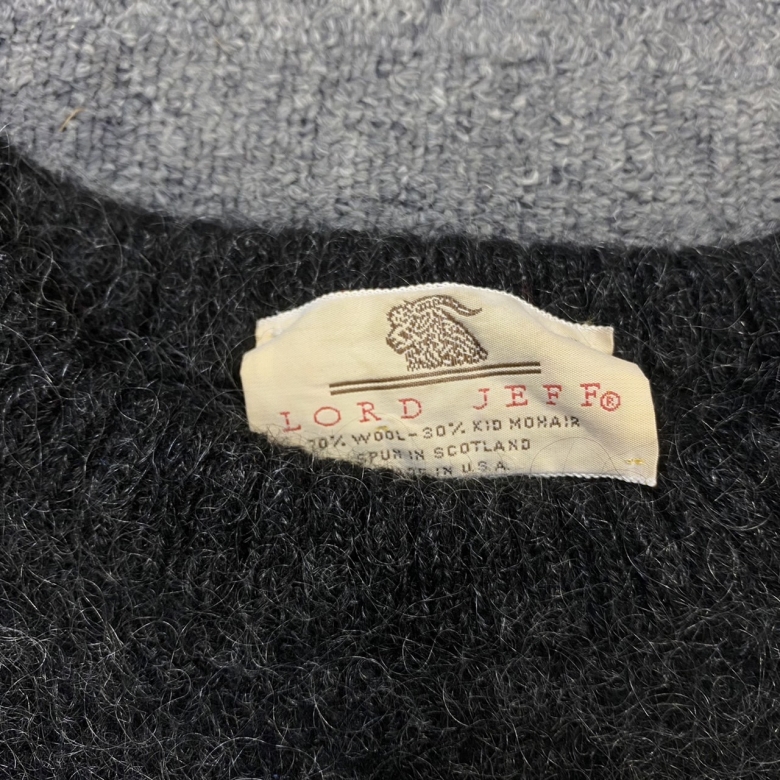 LORD JEFF®
70% WOOL-30% KID MOHAIR
SPUN IN SCOTLAND
MADE IN U.S.A.